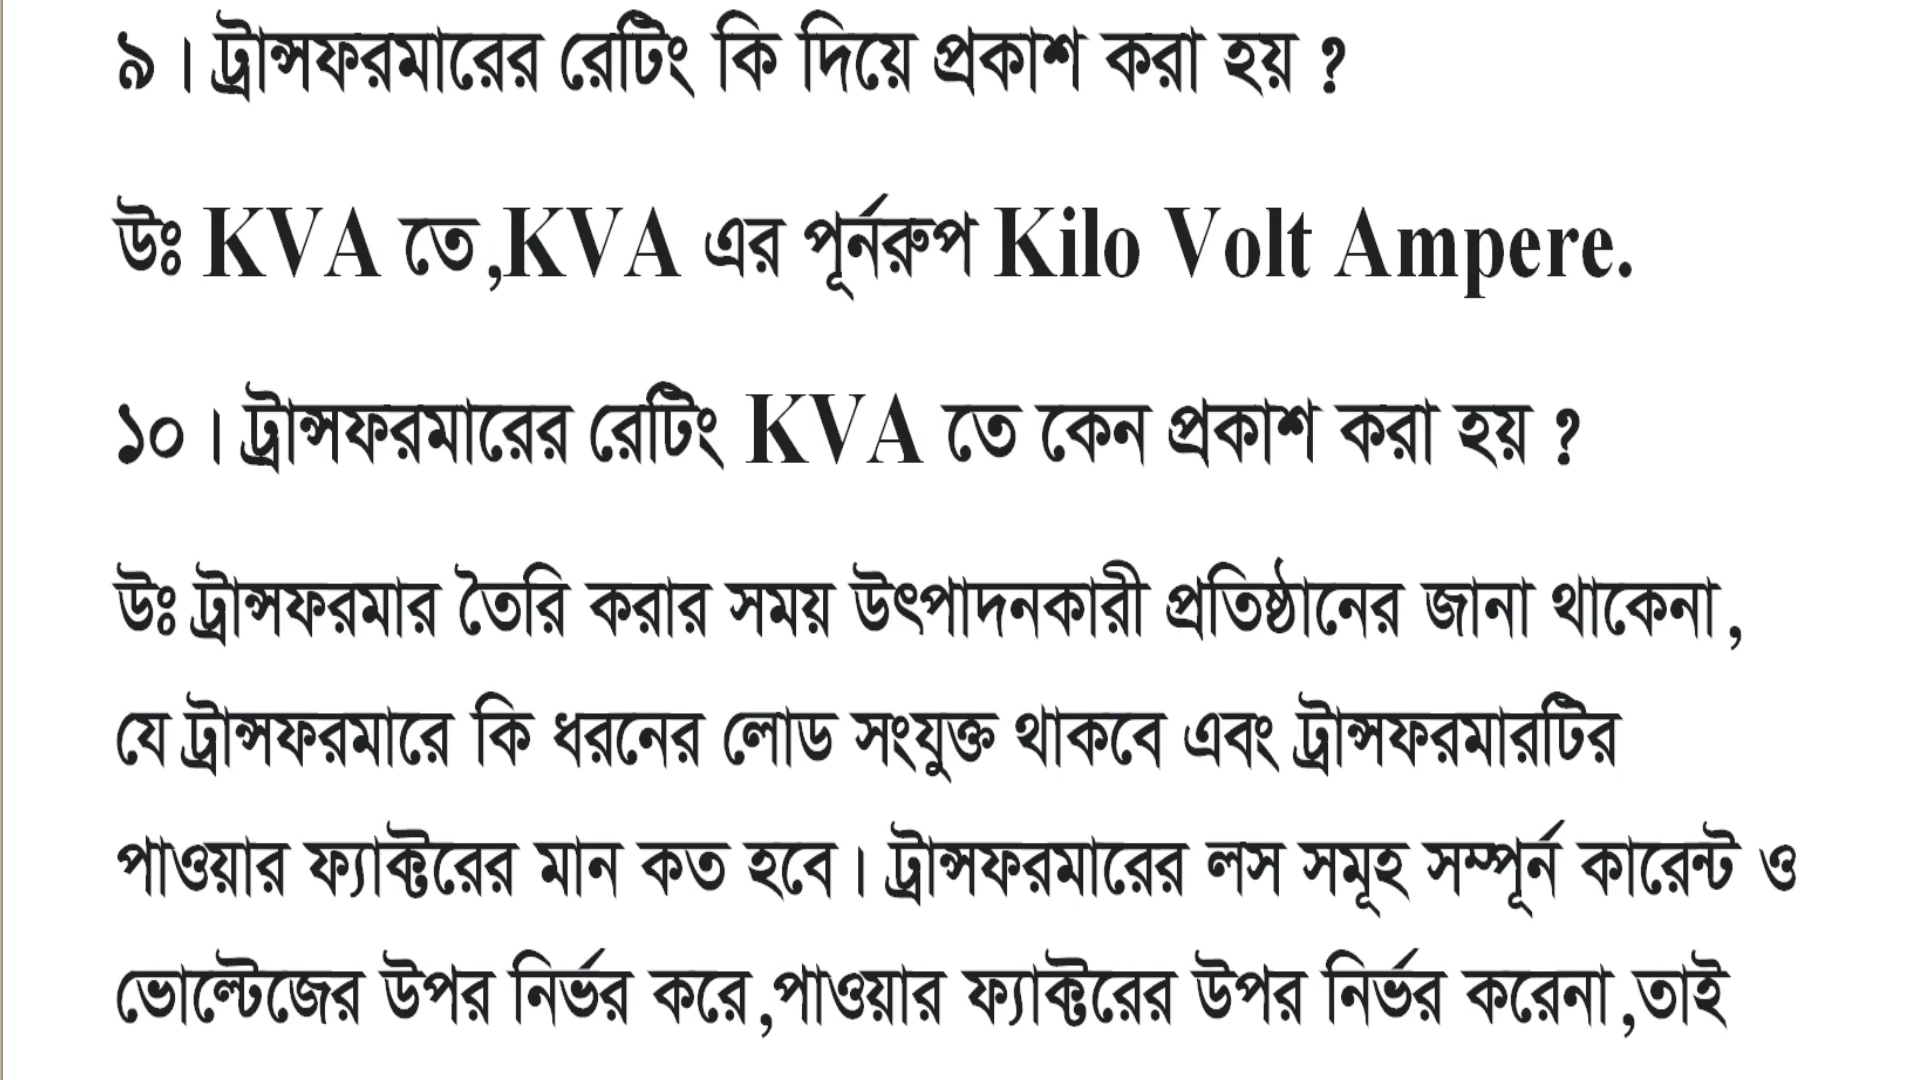 ৯। ট্রান্সফরমারের রেটিং কি দিয়ে প্রকাশ করা হয় ?
উঃ KVA তে,KVA এর পূর্নরুপ Kilo Volt Ampere.
১০। ট্রান্সফরমারের রেটিং KVA তে কেন প্রকাশ করা হয় ?
উঃ ট্রান্সফরমার তৈরি করার সময় উৎপাদনকারী প্রতিষ্ঠানের জানা থাকেনা,
যে ট্রান্সফরমারে কি ধরনের লোড সংযুক্ত থাকবে এবং ট্রান্সফরমারটির
পাওয়ার ফ্যাক্টরের মান কত হবে। ট্রান্সফরমারের লস সমূহ সম্পূর্ন কারেন্ট ও
ভোল্টেজের উপর নির্ভর করে,পাওয়ার ফ্যাক্টরের উপর নির্ভর করেনা,তাই